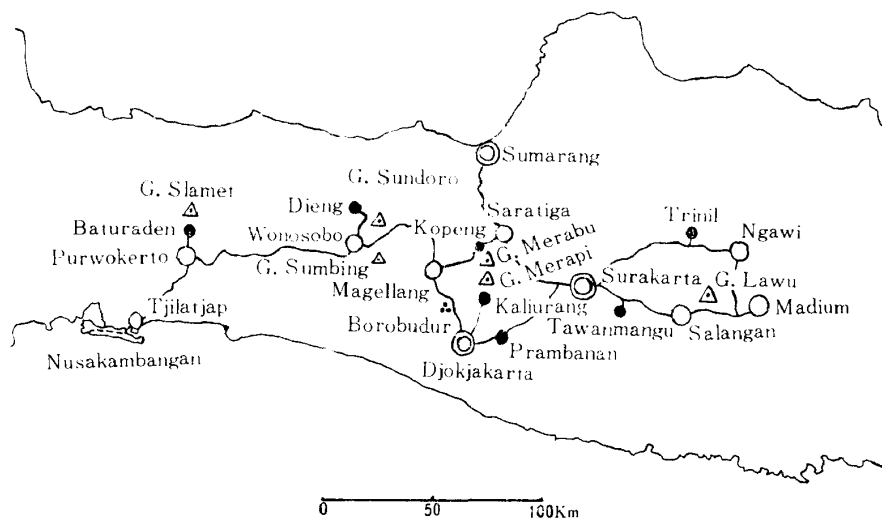 Sumarang
G. Sundoro
G. Slamet
Dieng
Saratiga
Trinil
Baturaden
Kopeng
Ngawi
Wonosobo
G. Merabu
Purwokerto
G. Sumbing
G. Merapi
Surakarta
G. Lawu
Magellang
Tjilatjap
Kaliurang
Madium
Borobudur
Tawanmangu
Salangan
Nusakambangan
Prambanan
Djokjakarta
0 50 100Km